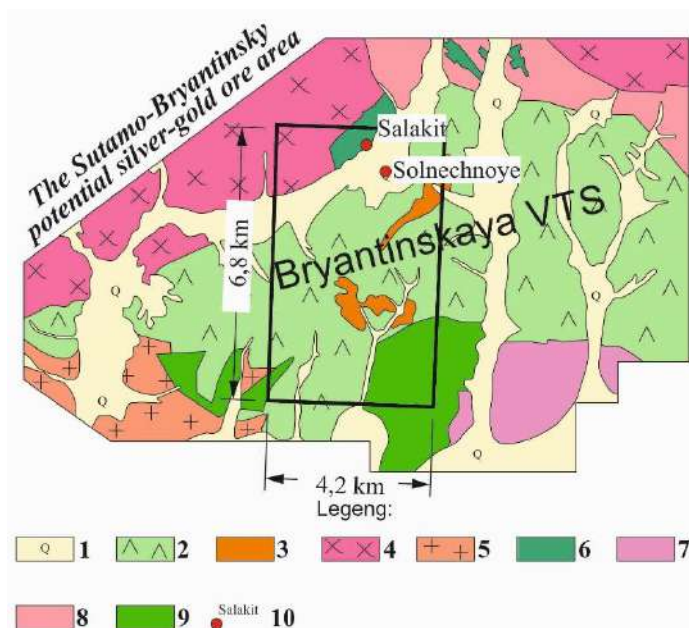 The Sutamo-Bryantinsky
potential silver-gold ore area
Q
Salakit
Q
Solnechnoye
Bryantinskaya VTS
6,8 km
Q
Q
Q
Q
4,2 km
Legeng:
Q 1 2 3 4 5 6 7
8 9 Salakit 10